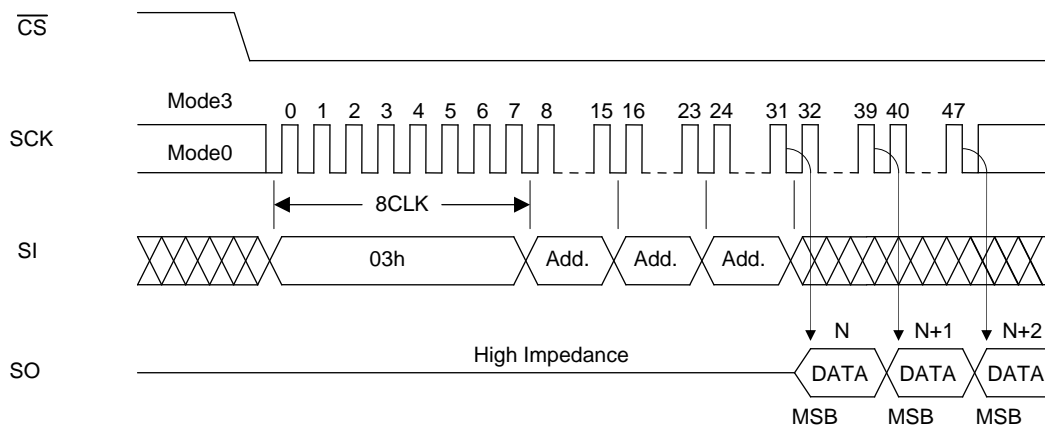 CS
Mode3
0 1 2 3 4 5 6 7 8 15 16 23 24 31 32 39 40 47
SCK
Mode0
8CLK
SI
03h Add. Add. Add.
N N+1 N+2
High Impedance
SO
DATA DATA DATA
MSB MSB MSB